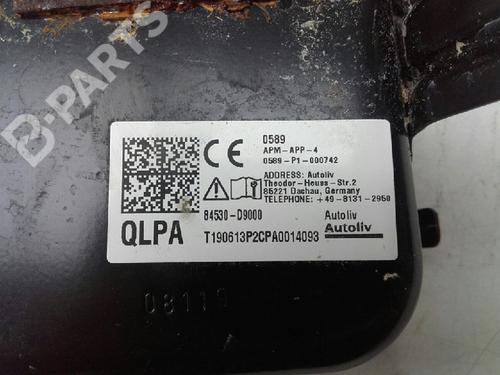 B-PARTS
0589
APM-APP-4
0589-P1-000742
ADDRESS: Autoliv
Theodor-Heuss-Str.2
85221 Dachau, Germany
TELEPHONE: +49-8131-2950
84530-D9000
Autoliv
QLPA
T190613P2CPA0014093
Autoliv